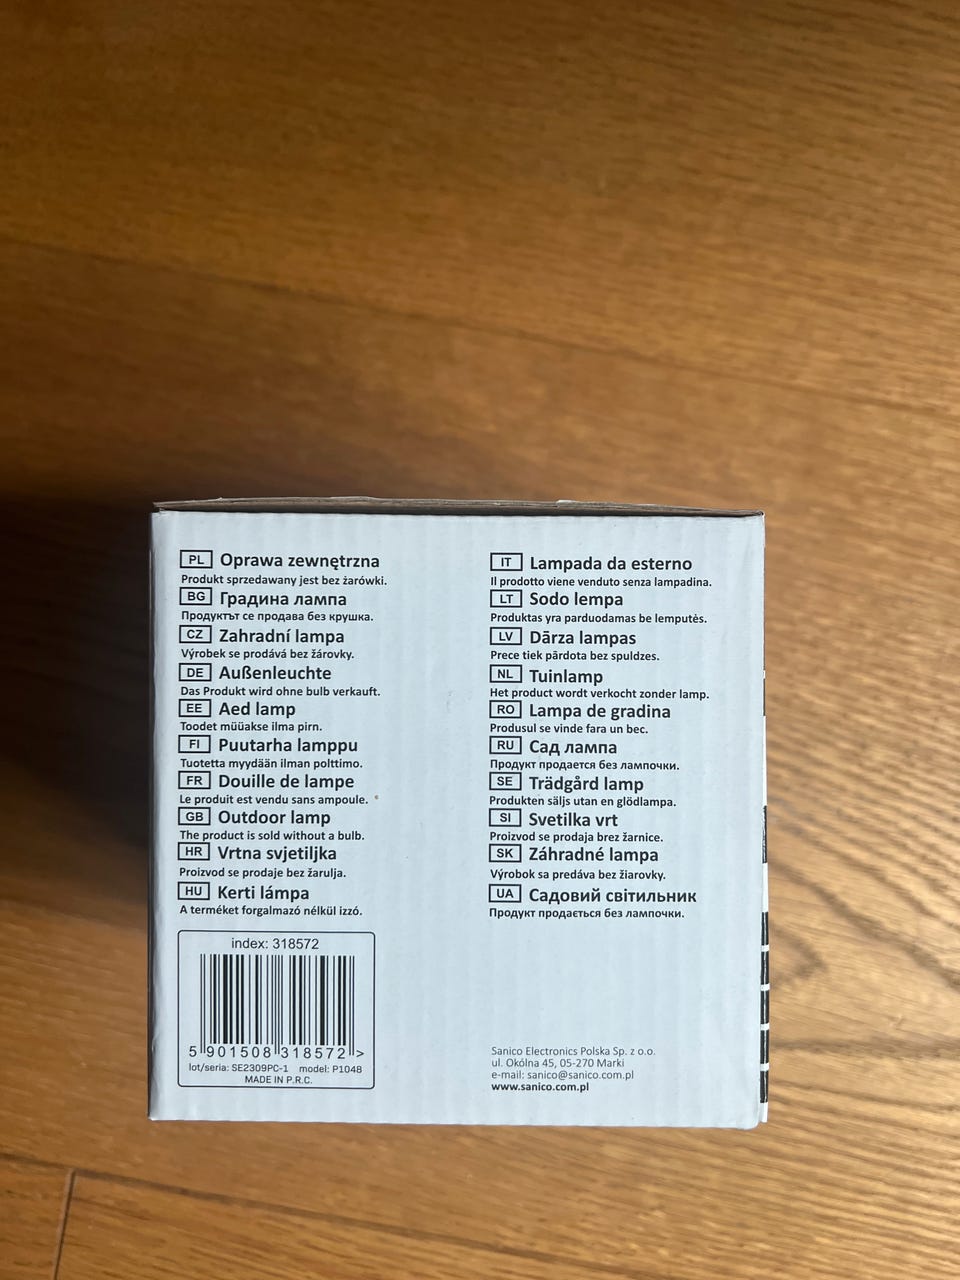 PL Oprawa zewnętrzna
Produkt sprzedawany jest bez żarówki.
BG Градина лампа
Продуктът се продава без крушка.
CZ Zahradní lampa
Výrobek se prodává bez žárovky.
DE Außenleuchte
Das Produkt wird ohne bulb verkauft.
EE Aed lamp
Toodet müüakse ilma pirn.
FI Puutarha lamppu
Tuotetta myydään ilman polttimo.
FR Douille de lampe
Le produit est vendu sans ampoule.
GB Outdoor lamp
The product is sold without a bulb.
HR Vrtna svjetiljka
Proizvod se prodaje bez žarulja.
HU Kerti lámpa
A terméket forgalmazó nélkül izzó.
index: 318572
5 901508 318572 >
lot/seria: SE2309PC-1 model: P1048
MADE IN P.R.C.
IT Lampada da esterno
Il prodotto viene venduto senza lampadina.
LT Sodo lempa
Produktas yra parduodamas be lemputės.
LV Dārza lampas
Prece tiek pārdota bez spuldzes.
NL Tuinlamp
Het product wordt verkocht zonder lamp.
RO Lampa de gradina
Produsul se vinde fara un bec.
RU Сад лампа
Продукт продается без лампочки.
SE Trädgård lamp
Produkten säljs utan en glödlampa.
SI Svetilka vrt
Proizvod se prodaja brez žarnice.
SK Záhradné lampa
Výrobok sa predáva bez žiarovky.
UA Садовий світильник
Продукт продається без лампочки.
Sanico Electronics Polska Sp. z o.o.
ul. Okólna 45, 05-270 Marki
e-mail: sanico@sanico.com.pl
www.sanico.com.pl